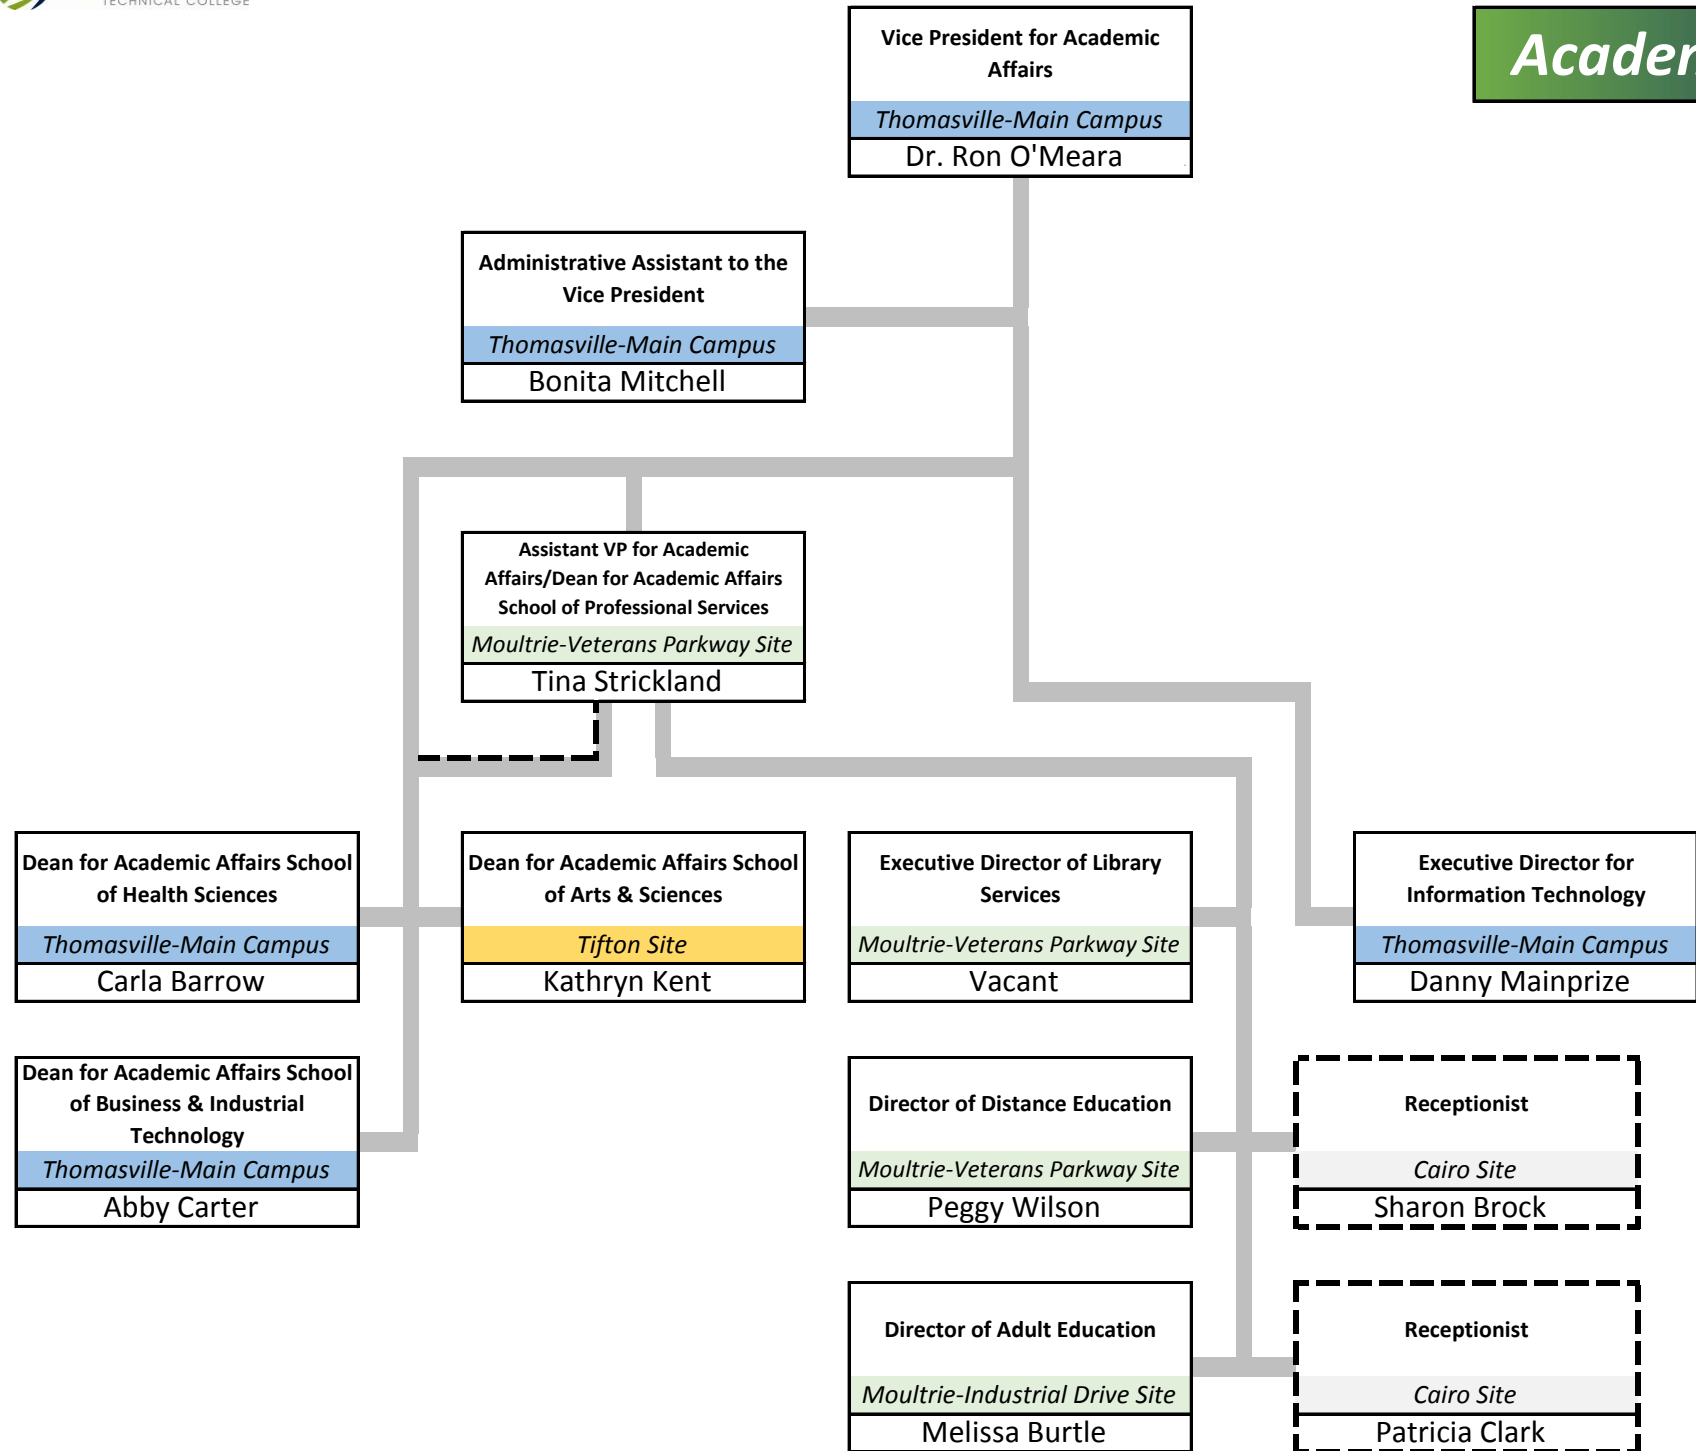 TECHNICAL COLLEGE
Vice President for Academic
Affairs
Thomasville-Main Campus
Dr. Ron O'Meara
Administrative Assistant to the
Vice President
Thomasville-Main Campus
Bonita Mitchell
Assistant VP for Academic
Affairs/Dean for Academic Affairs
School of Professional Services
Moultrie-Veterans Parkway Site
Tina Strickland
Dean for Academic Affairs School
of Health Sciences
Thomasville-Main Campus
Carla Barrow
Dean for Academic Affairs School
of Arts & Sciences
Tifton Site
Kathryn Kent
Executive Director of Library
Services
Moultrie-Veterans Parkway Site
Vacant
Executive Director for
Information Technology
Thomasville-Main Campus
Danny Mainprize
Dean for Academic Affairs School
of Business & Industrial
Technology
Thomasville-Main Campus
Abby Carter
Director of Distance Education
Moultrie-Veterans Parkway Site
Peggy Wilson
Receptionist
Cairo Site
Sharon Brock
Director of Adult Education
Moultrie-Industrial Drive Site
Melissa Burtle
Receptionist
Cairo Site
Patricia Clark